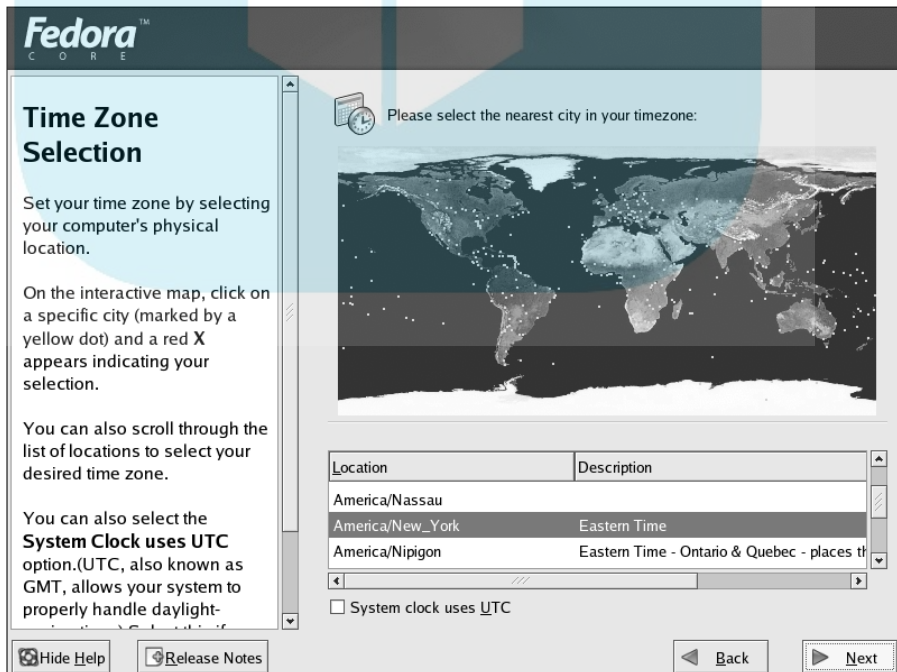 Fedora™
CORE
Time Zone
Selection
Set your time zone by selecting
your computer's physical
location.
On the interactive map, click on
a specific city (marked by a
yellow dot) and a red X
appears indicating your
selection.
You can also scroll through the
list of locations to select your
desired time zone.
You can also select the
System Clock uses UTC
option.(UTC, also known as
GMT, allows your system to
properly handle daylight-
Please select the nearest city in your timezone:
Location Description
America/Nassau
America/New_York Eastern Time
America/Nipigon Eastern Time - Ontario & Quebec - places
System clock uses UTC
Hide Help
Release Notes
Back
Next